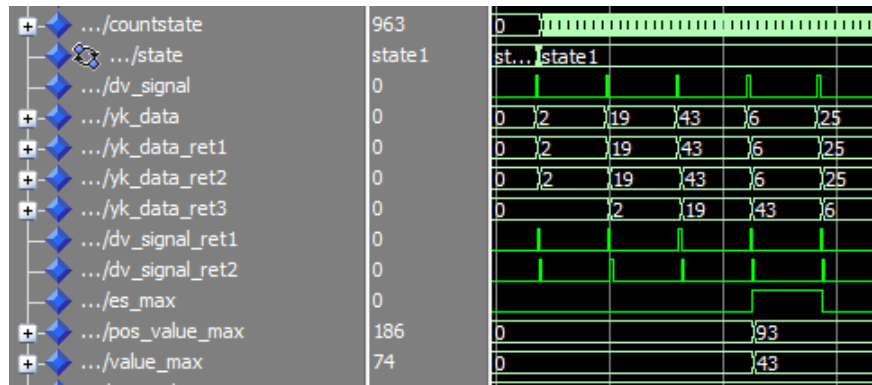 .../countstate 963 0
.../state state1 st... state1
.../dv_signal 0
.../yk_data 0 0 2 19 43 6 25
.../yk_data_ret1 0 0 2 19 43 6 25
.../yk_data_ret2 0 0 2 19 43 6 25
.../yk_data_ret3 0 0 2 19 43 6
.../dv_signal_ret1 0
.../dv_signal_ret2 0
.../es_max 0
.../pos_value_max 186 0 93
.../value_max 74 0 43